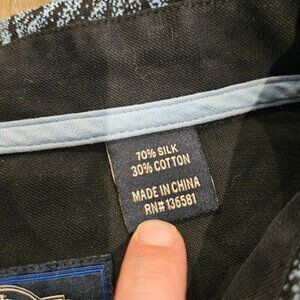 70% SILK
30% COTTON
MADE IN CHINA
RN# 136581